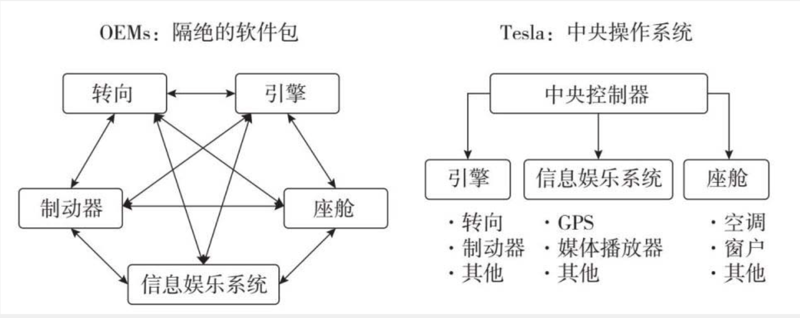 OEMs：隔绝的软件包
转向
引擎
制动器
座舱
信息娱乐系统
Tesla：中央操作系统
中央控制器
引擎
·转向
·制动器
·其他
信息娱乐系统
·GPS
·媒体播放器
·其他
座舱
·空调
·窗户
·其他